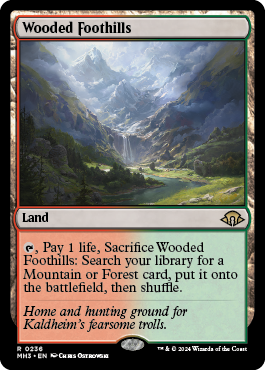 Wooded Foothills
Land
, Pay 1 life, Sacrifice Wooded
Foothills: Search your library for a
Mountain or Forest card, put it onto
the battlefield, then shuffle.
Home and hunting ground for
Kaldheim's fearsome trolls.
R 0236
MH3 • EN Chris Ostrowski
™ & © 2024 Wizards of the Coast